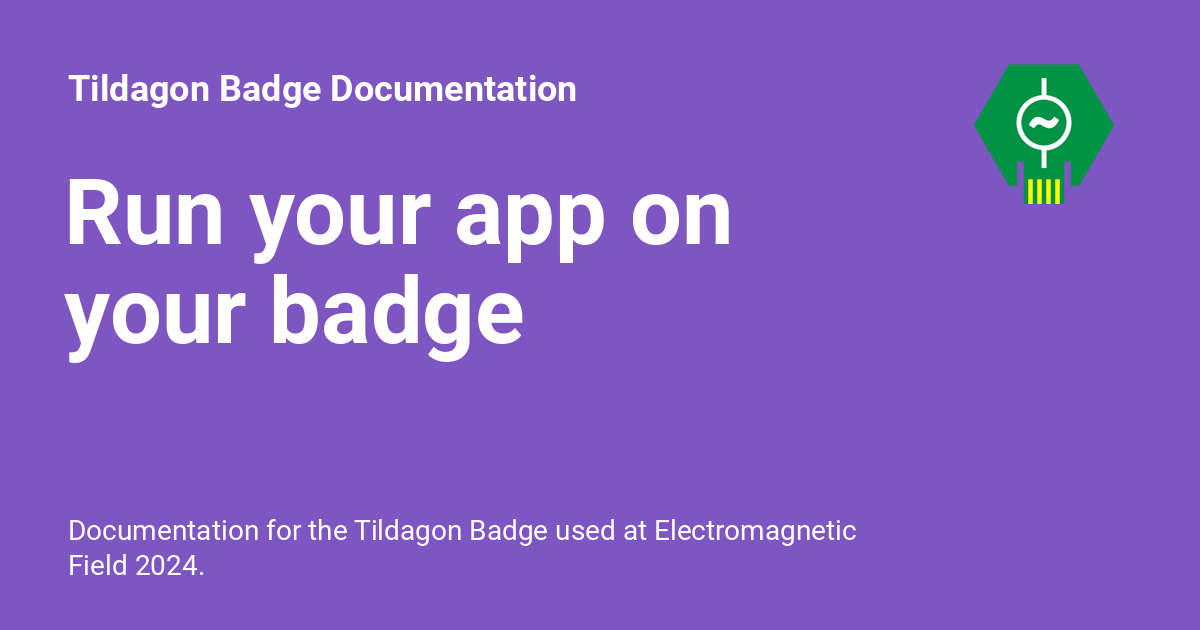 Tildagon Badge Documentation
Run your app on
your badge
Documentation for the Tildagon Badge used at Electromagnetic
Field 2024.